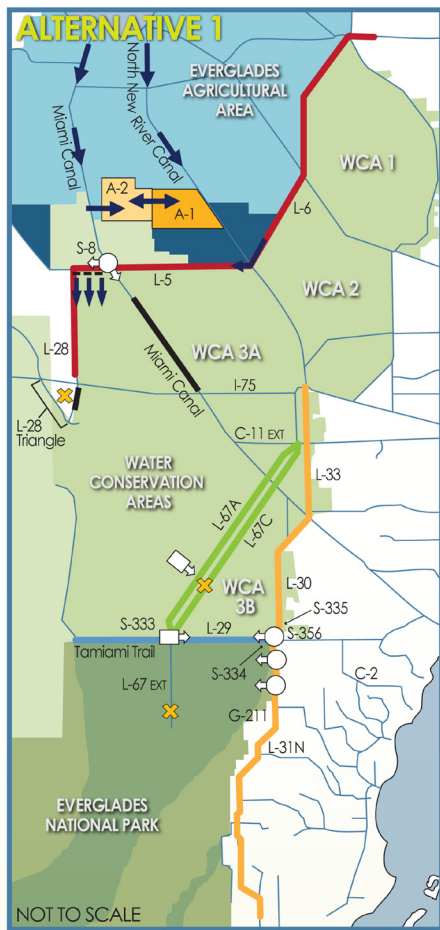 ALTERNATIVE 1
EVERGLADES
AGRICULTURAL
AREA
North New River Canal
Miami Canal
WCA 1
A-2
A-1
L-6
S-8
L-5
WCA 2
L-28
WCA 3A
Miami Canal
I-75
L-28
Triangle
C-11 EXT
L-33
WATER
CONSERVATION
AREAS
L-67A
L-67C
L-30
WCA
3B
S-335
S-333
L-29
S-356
Tamiami Trail
S-334
C-2
L-67 EXT
G-211
L-31N
EVERGLADES
NATIONAL PARK
NOT TO SCALE